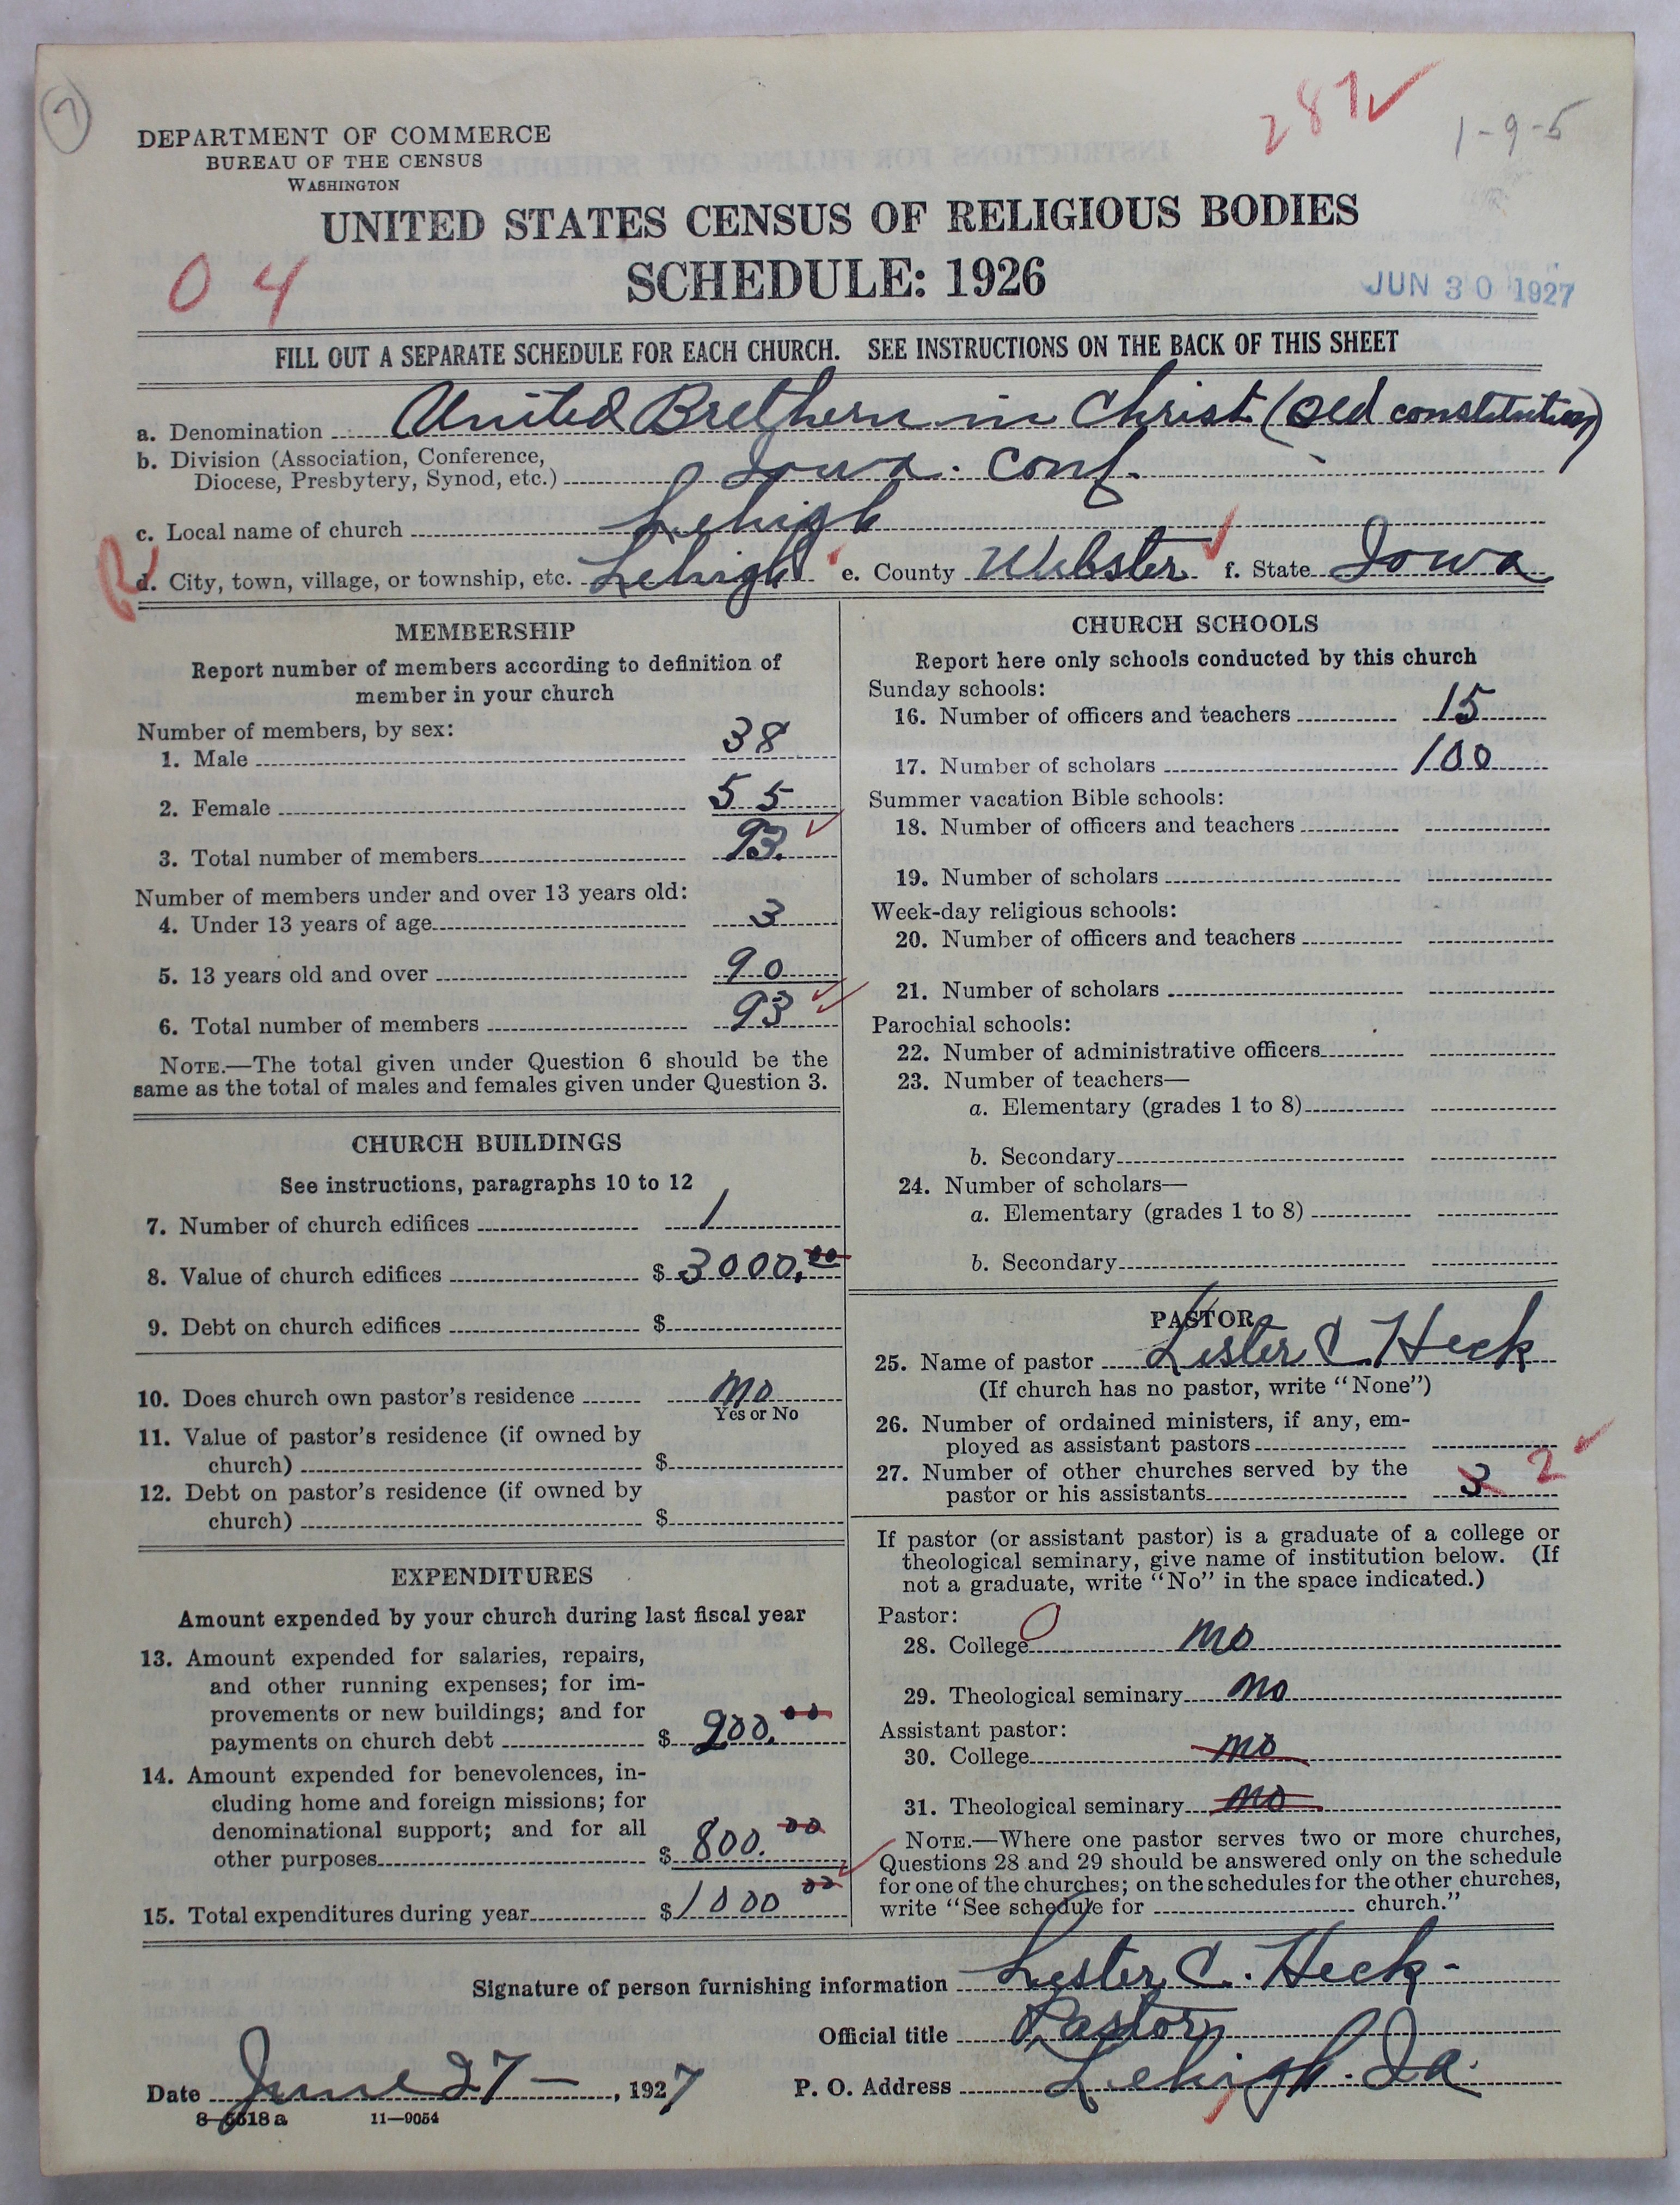 7
287✓
1-9-5
DEPARTMENT OF COMMERCE
BUREAU OF THE CENSUS
WASHINGTON
UNITED STATES CENSUS OF RELIGIOUS BODIES
SCHEDULE: 1926
04
JUN 30 1927
FILL OUT A SEPARATE SCHEDULE FOR EACH CHURCH. SEE INSTRUCTIONS ON THE BACK OF THIS SHEET
a. Denomination United Brethern in Christ (old constitution)
b. Division (Association, Conference,
Diocese, Presbytery, Synod, etc.) Iowa. Conf.
c. Local name of church Lehigh
R
d. City, town, village, or township, etc. Lehigh e. County Webster ✓ f. State Iowa
MEMBERSHIP
Report number of members according to definition of
member in your church
Number of members, by sex:
1. Male 38
2. Female 55
3. Total number of members 93. ✓
Number of members under and over 13 years old:
4. Under 13 years of age 3
5. 13 years old and over 90
6. Total number of members 93 ✓
NOTE.—The total given under Question 6 should be the
same as the total of males and females given under Question 3.
CHURCH BUILDINGS
See instructions, paragraphs 10 to 12
7. Number of church edifices 1
8. Value of church edifices $3000.00
9. Debt on church edifices $
10. Does church own pastor's residence no
Yes or No
11. Value of pastor's residence (if owned by
church) $
12. Debt on pastor's residence (if owned by
church) $
EXPENDITURES
Amount expended by your church during last fiscal year
13. Amount expended for salaries, repairs,
and other running expenses; for im-
provements or new buildings; and for
payments on church debt $ 200.00
14. Amount expended for benevolences, in-
cluding home and foreign missions; for
denominational support; and for all
other purposes $ 800.00
15. Total expenditures during year $1000 00
CHURCH SCHOOLS
Report here only schools conducted by this church
Sunday schools:
16. Number of officers and teachers 15
17. Number of scholars 100
Summer vacation Bible schools:
18. Number of officers and teachers
19. Number of scholars
Week-day religious schools:
20. Number of officers and teachers
21. Number of scholars
Parochial schools:
22. Number of administrative officers
23. Number of teachers—
a. Elementary (grades 1 to 8)
b. Secondary
24. Number of scholars—
a. Elementary (grades 1 to 8)
b. Secondary
PASTOR
25. Name of pastor Lester C. Heck
(If church has no pastor, write "None")
26. Number of ordained ministers, if any, em-
ployed as assistant pastors
27. Number of other churches served by the
pastor or his assistants 3 2 ✓
If pastor (or assistant pastor) is a graduate of a college or
theological seminary, give name of institution below. (If
not a graduate, write "No" in the space indicated.)
Pastor:
28. College 0 no
29. Theological seminary no
Assistant pastor:
30. College no
31. Theological seminary no
NOTE.—Where one pastor serves two or more churches,
Questions 28 and 29 should be answered only on the schedule
for one of the churches; on the schedules for the other churches,
write "See schedule for church."
Signature of person furnishing information Lester C. Heck-
Official title Pastor
Date June 27 - , 1927 P. O. Address Lehigh. Ia.
8-5518 a 11—9054